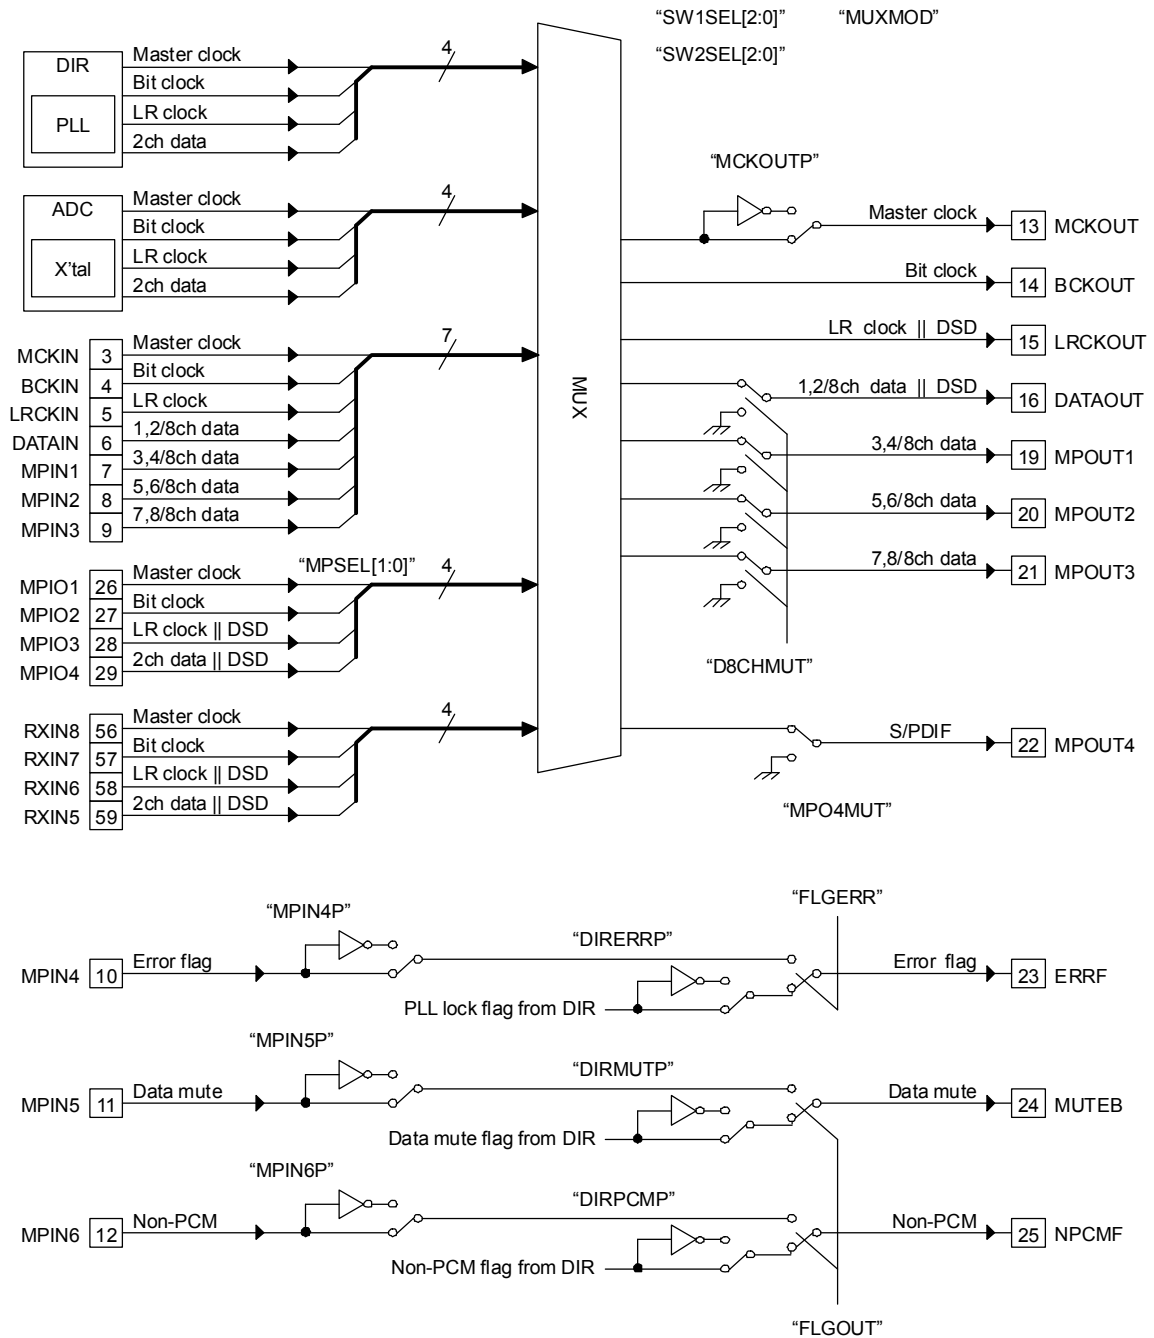 “SW1SEL[2:0]” “MUXMOD”
“SW2SEL[2:0]”
DIR
PLL
Master clock
Bit clock
LR clock
2ch data
4
ADC
X'tal
Master clock
Bit clock
LR clock
2ch data
4
MCKIN 3 Master clock
BCKIN 4 Bit clock
LRCKIN 5 LR clock
DATAIN 6 1,2/8ch data
MPIN1 7 3,4/8ch data
MPIN2 8 5,6/8ch data
MPIN3 9 7,8/8ch data
7
“MPSEL[1:0]”
MPIO1 26 Master clock
MPIO2 27 Bit clock
MPIO3 28 LR clock || DSD
MPIO4 29 2ch data || DSD
4
RXIN8 56 Master clock
RXIN7 57 Bit clock
RXIN6 58 LR clock || DSD
RXIN5 59 2ch data || DSD
4
MUX
“MCKOUTP”
Master clock 13 MCKOUT
Bit clock 14 BCKOUT
LR clock || DSD 15 LRCKOUT
1,2/8ch data || DSD 16 DATAOUT
3,4/8ch data 19 MPOUT1
5,6/8ch data 20 MPOUT2
7,8/8ch data 21 MPOUT3
“D8CHMUT”
S/PDIF 22 MPOUT4
“MPO4MUT”
“FLGERR”
“MPIN4P”
“DIRERRP”
MPIN4 10 Error flag
Error flag 23 ERRF
PLL lock flag from DIR
“MPIN5P”
“DIRMUTP”
MPIN5 11 Data mute
Data mute 24 MUTEB
Data mute flag from DIR
“MPIN6P”
“DIRPCMP”
MPIN6 12 Non-PCM
Non-PCM 25 NPCMF
Non-PCM flag from DIR
“FLGOUT”